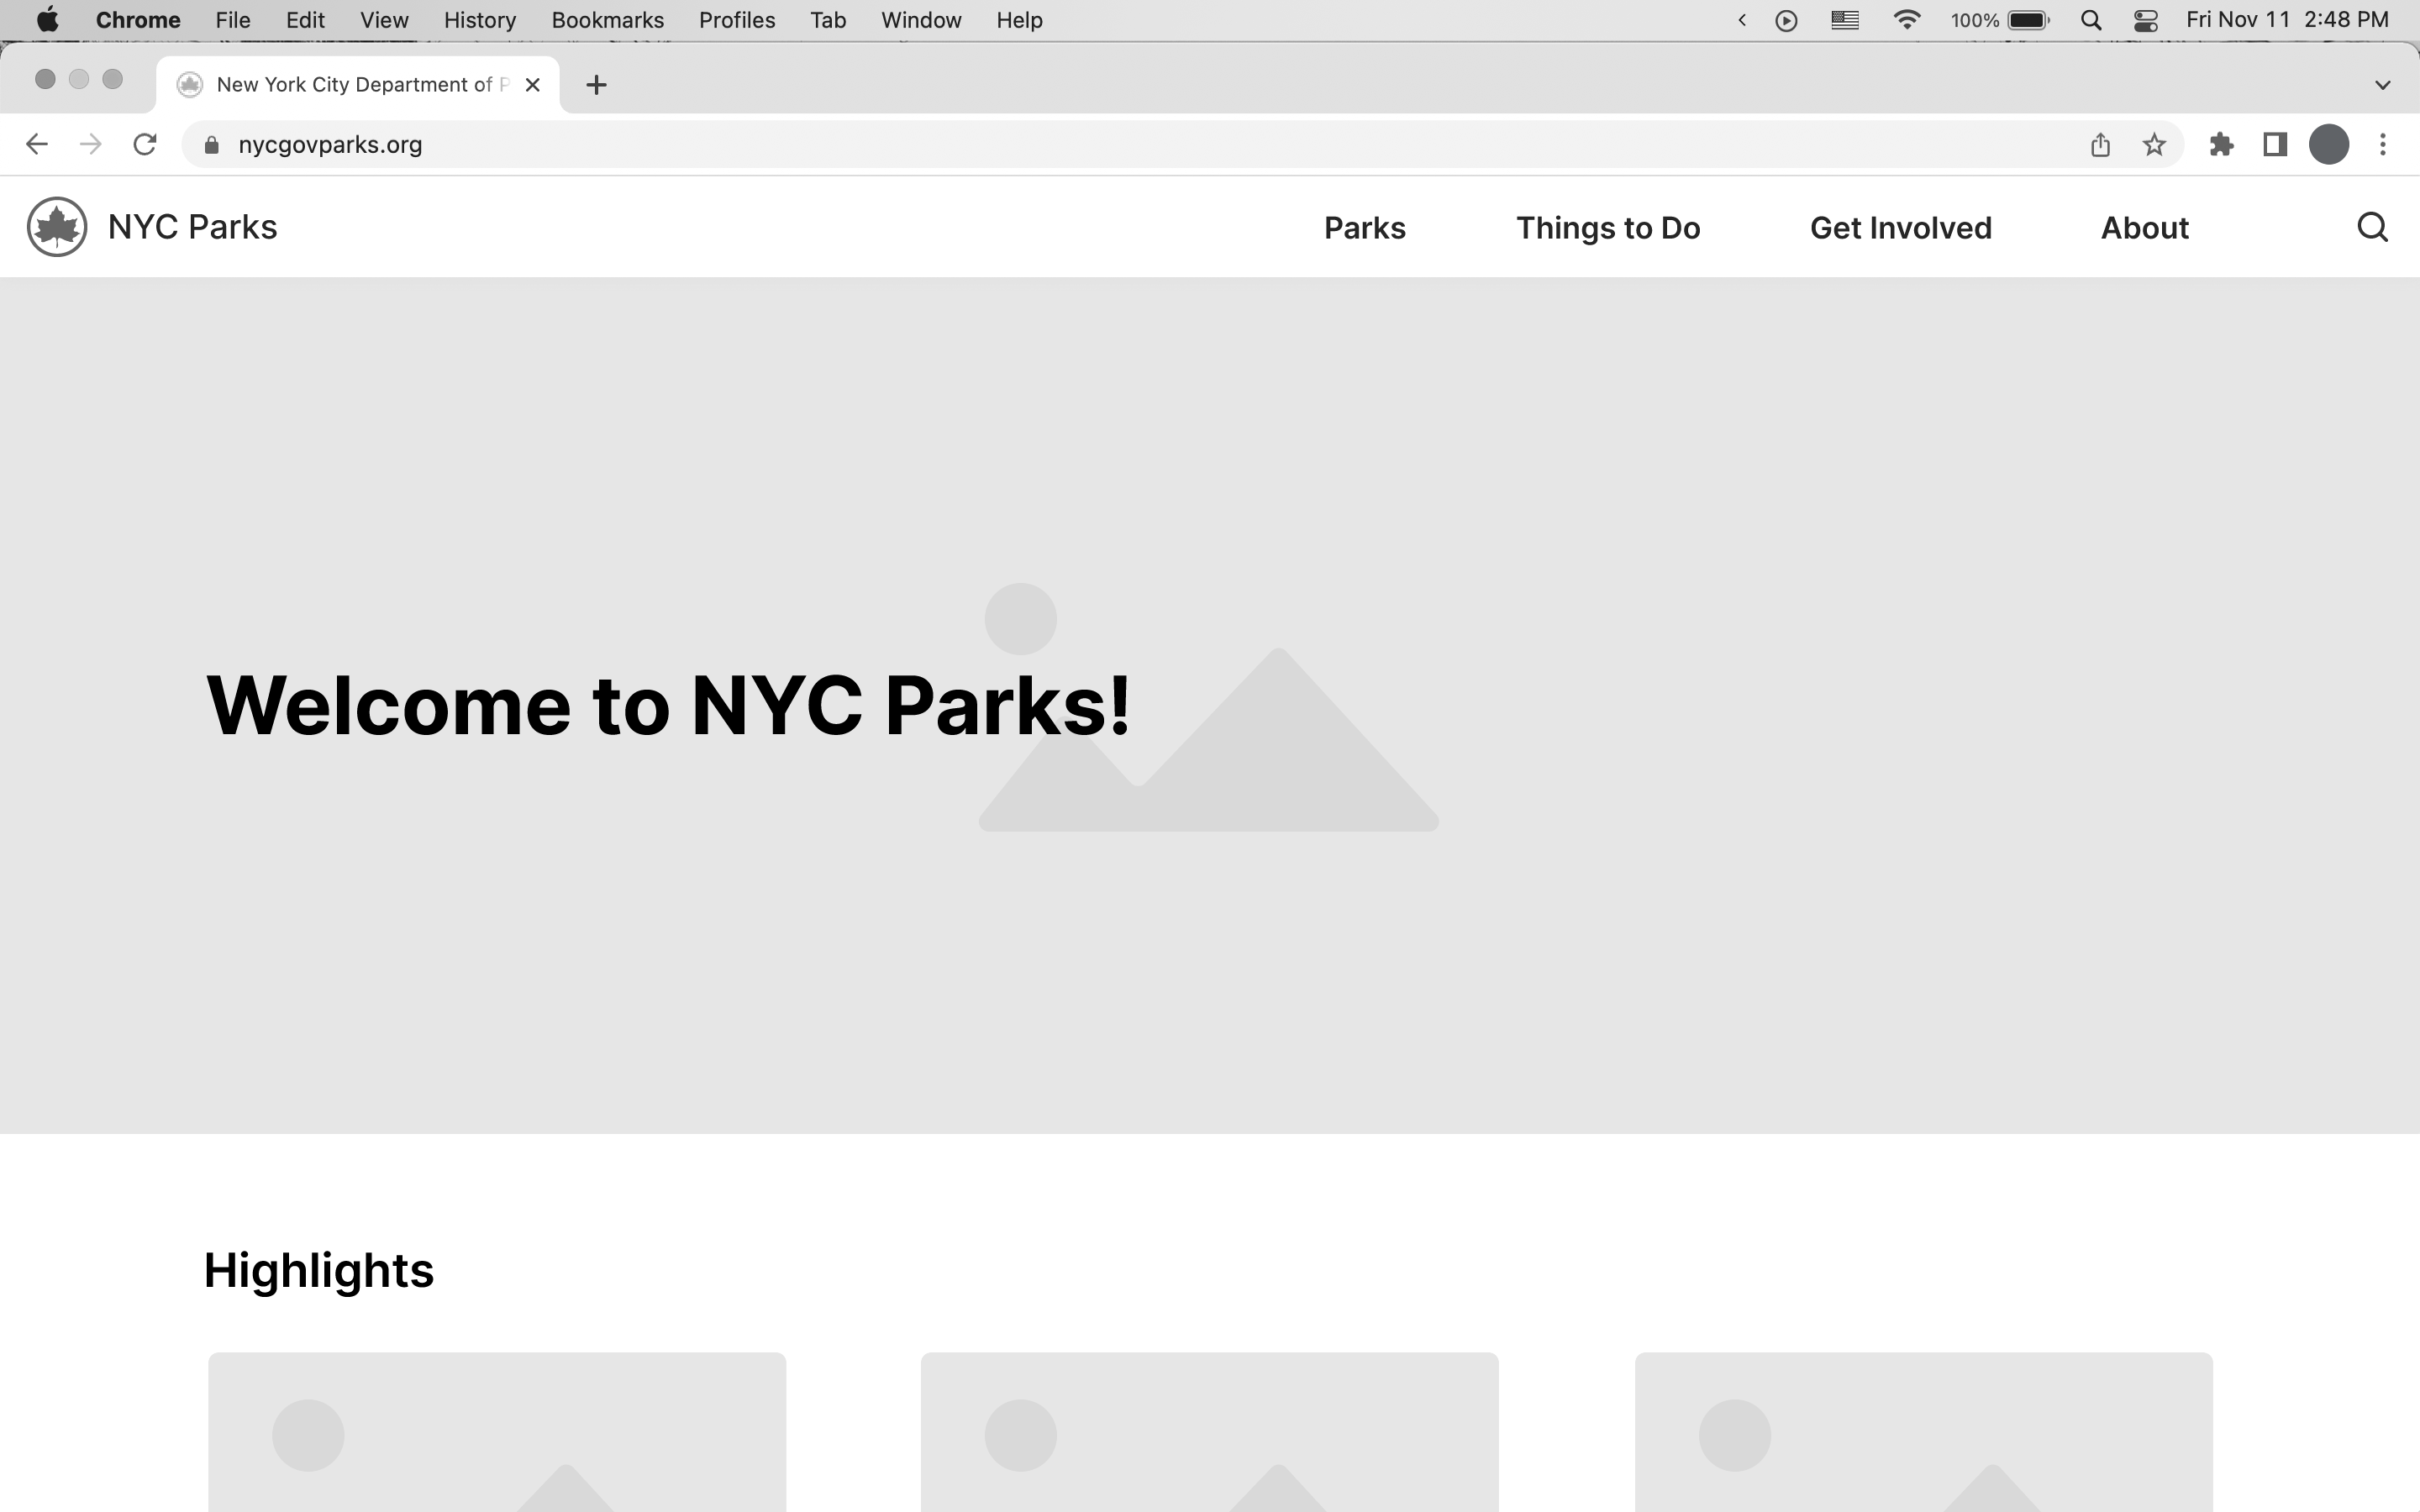 Chrome File Edit View History Bookmarks Profiles Tab Window Help 100% Fri Nov 11 2:48 PM
New York City Department of P
nycgovparks.org
NYC Parks Parks Things to Do Get Involved About
Welcome to NYC Parks!
Highlights